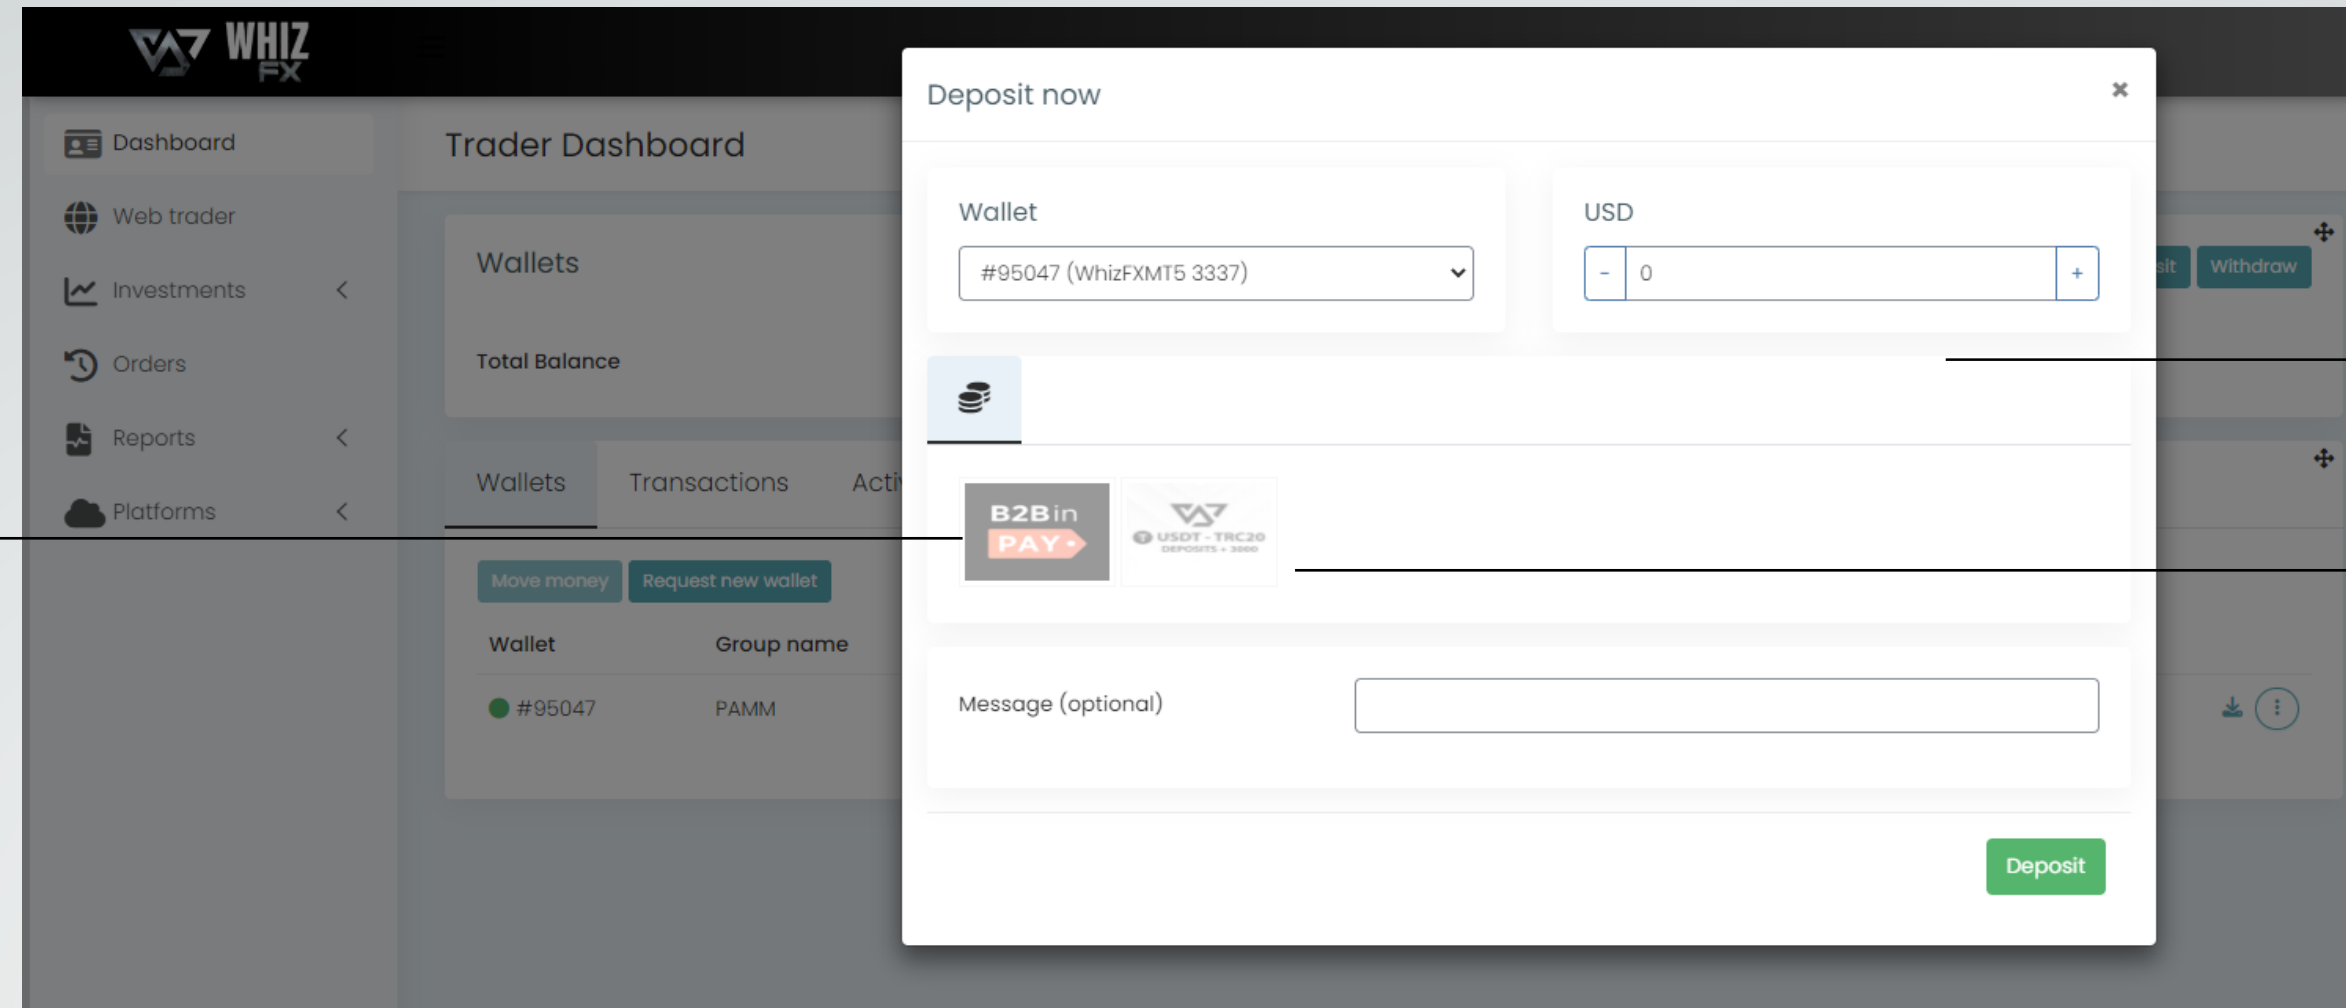 WHIZ
FX
Dashboard
Web trader
Investments
Orders
Reports
Platforms
Trader Dashboard
Wallets
Total Balance
Wallets Transactions
Move money Request new wallet
Wallet Group name
#95047 PAMM
Withdraw
Deposit now
Wallet
#95047 (WhizFXMT5 3337)
USD
- 0 +
B2Bin
PAY
USDT - TRC20
DEPOSITS + 3000
Message (optional)
Deposit